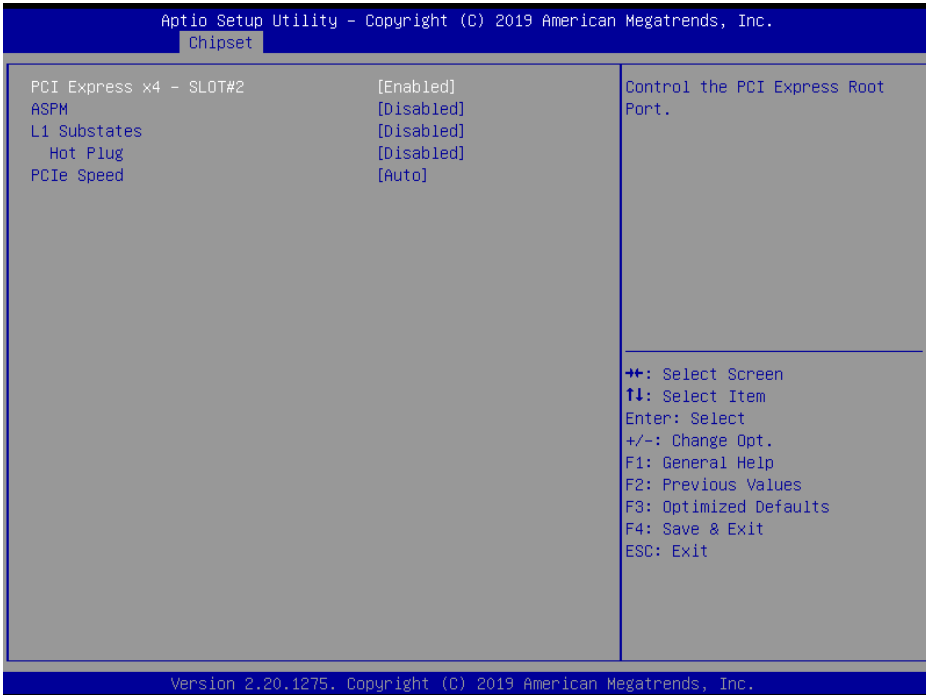 Aptio Setup Utility – Copyright (C) 2019 American Megatrends, Inc.
Chipset
PCI Express x4 – SLOT#2 [Enabled]
ASPM [Disabled]
L1 Substates [Disabled]
Hot Plug [Disabled]
PCIe Speed [Auto]
Control the PCI Express Root
Port.
→←: Select Screen
↑↓: Select Item
Enter: Select
+/-: Change Opt.
F1: General Help
F2: Previous Values
F3: Optimized Defaults
F4: Save & Exit
ESC: Exit
Version 2.20.1275. Copyright (C) 2019 American Megatrends, Inc.